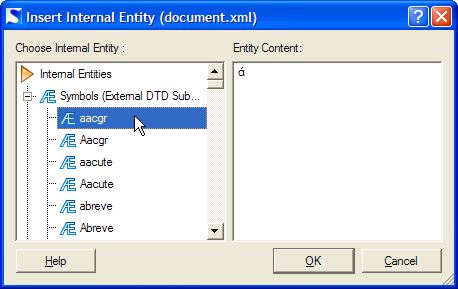 Insert Internal Entity (document.xml)
Choose Internal Entity :
Entity Content:
Internal Entities
ά
Symbols (External DTD Sub...
aacgr
Aacgr
aacute
Aacute
abreve
Abreve
Help
OK
Cancel